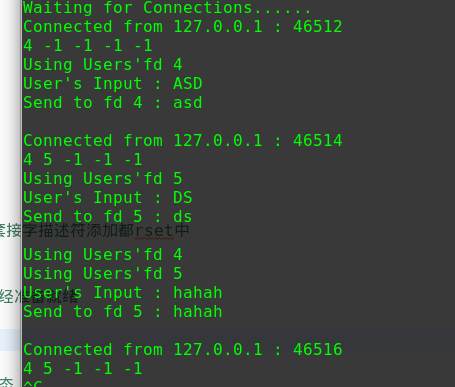 Waiting for Connections......
Connected from 127.0.0.1 : 46512
4 -1 -1 -1 -1
Using Users'fd 4
User's Input : ASD
Send to fd 4 : asd
Connected from 127.0.0.1 : 46514
4 5 -1 -1 -1
Using Users'fd 5
User's Input : DS
Send to fd 5 : ds
套接字描述符添加都rset中
Using Users'fd 4
Using Users'fd 5
User's Input : hahah
Send to fd 5 : hahah
Connected from 127.0.0.1 : 46516
4 5 -1 -1 -1
态
^C